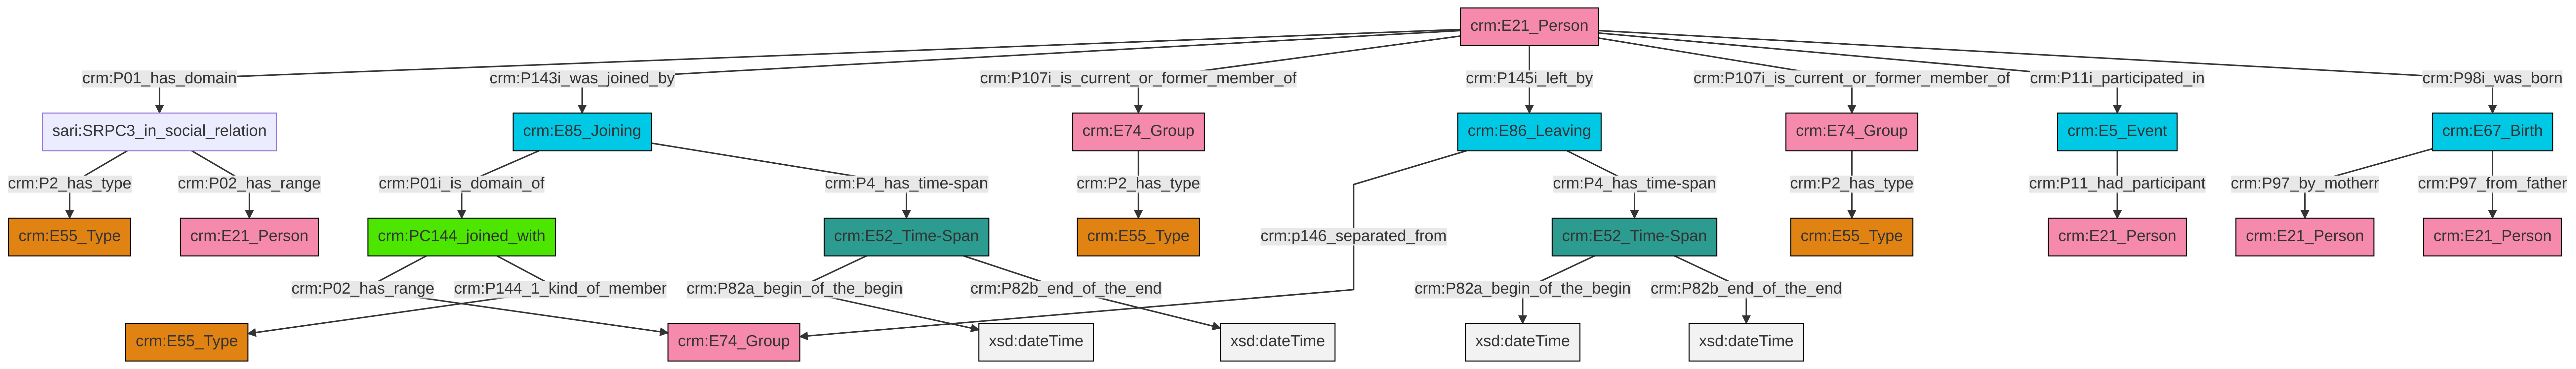 crm:E21_Person
crm:P01_has_domain
crm:P143i_was_joined_by
crm:P107i_is_current_or_former_member_of
crm:P145i_left_by
crm:P107i_is_current_or_former_member_of
crm:P11i_participated_in
crm:P98i_was_born
sari:SRPC3_in_social_relation
crm:E85_Joining
crm:E74_Group
crm:E86_Leaving
crm:E74_Group
crm:E5_Event
crm:E67_Birth
crm:P2_has_type
crm:P02_has_range
crm:P01i_is_domain_of
crm:P4_has_time-span
crm:P2_has_type
crm:P4_has_time-span
crm:P2_has_type
crm:P11_had_participant
crm:P97_by_motherr
crm:P97_from_father
crm:E55_Type
crm:E21_Person
crm:PC144_joined_with
crm:E52_Time-Span
crm:E55_Type
crm:p146_separated_from
crm:E52_Time-Span
crm:E55_Type
crm:E21_Person
crm:E21_Person
crm:E21_Person
crm:P02_has_range
crm:P144_1_kind_of_member
crm:P82a_begin_of_the_begin
crm:P82b_end_of_the_end
crm:P82a_begin_of_the_begin
crm:P82b_end_of_the_end
crm:E55_Type
crm:E74_Group
xsd:dateTime
xsd:dateTime
xsd:dateTime
xsd:dateTime